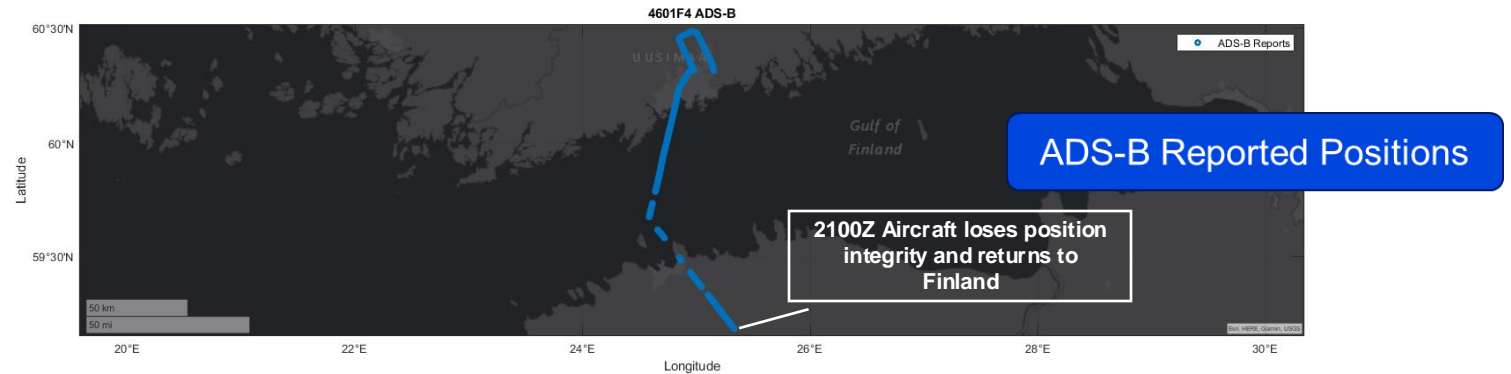 4601F4 ADS-B
60°30'N
ADS-B Reports
UUSIMAA
Gulf of
Finland
ADS-B Reported Positions
60°N
Latitude
2100Z Aircraft loses position
integrity and returns to
Finland
59°30'N
50 km
50 mi
Esri, HERE, Garmin, USGS
20°E
22°E
24°E
26°E
28°E
30°E
Longitude